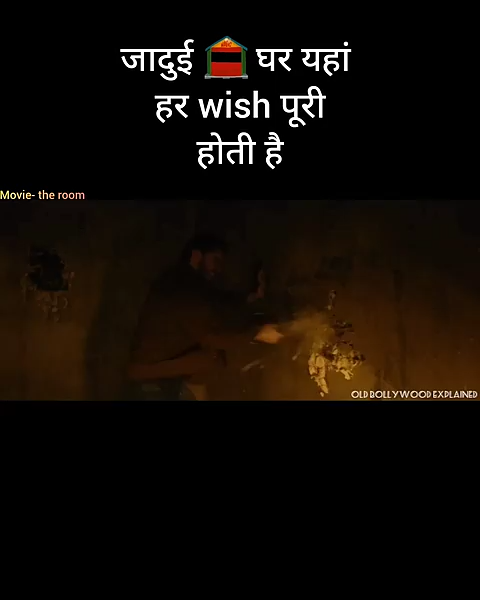 जादुई घर यहां
हर wish पूरी
होती है
Movie- the room
OLD BOLLYWOOD EXPLAINED